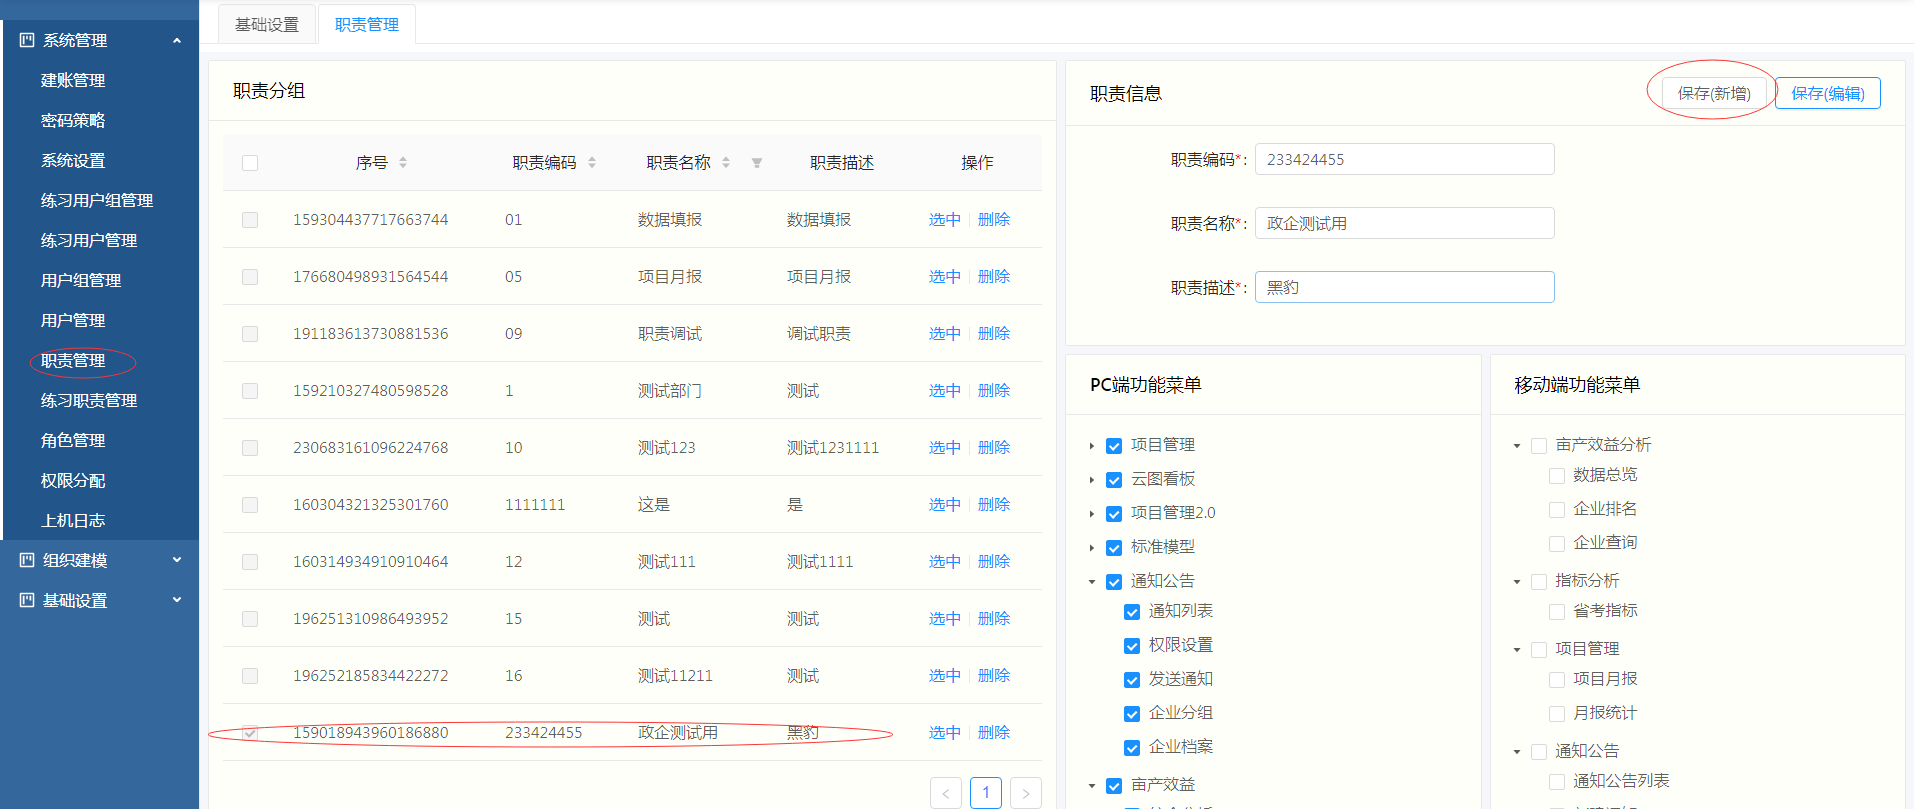 系统管理
建账管理
密码策略
系统设置
练习用户组管理
练习用户管理
用户组管理
用户管理
职责管理
练习职责管理
角色管理
权限分配
上机日志
组织建模
基础设置
基础设置 职责管理
职责分组
序号 职责编码 职责名称 职责描述 操作
159304437717663744 01 数据填报 数据填报 选中 删除
176680498931564544 05 项目月报 项目月报 选中 删除
191183613730881536 09 职责调试 调试职责 选中 删除
159210327480598528 1 测试部门 测试 选中 删除
230683161096224768 10 测试123 测试1231111 选中 删除
160304321325301760 1111111 这是 是 选中 删除
160314934910910464 12 测试111 测试1111 选中 删除
196251310986493952 15 测试 测试 选中 删除
196252185834422272 16 测试11211 测试 选中 删除
159018943960186880 233424455 政企测试用 黑豹 选中 删除
1
职责信息 保存(新增) 保存(编辑)
职责编码*: 233424455
职责名称*: 政企测试用
职责描述*: 黑豹
PC端功能菜单
项目管理
云图看板
项目管理2.0
标准模型
通知公告
通知列表
权限设置
发送通知
企业分组
企业档案
亩产效益
移动端功能菜单
亩产效益分析
数据总览
企业排名
企业查询
指标分析
省考指标
项目管理
项目月报
月报统计
通知公告
通知公告列表